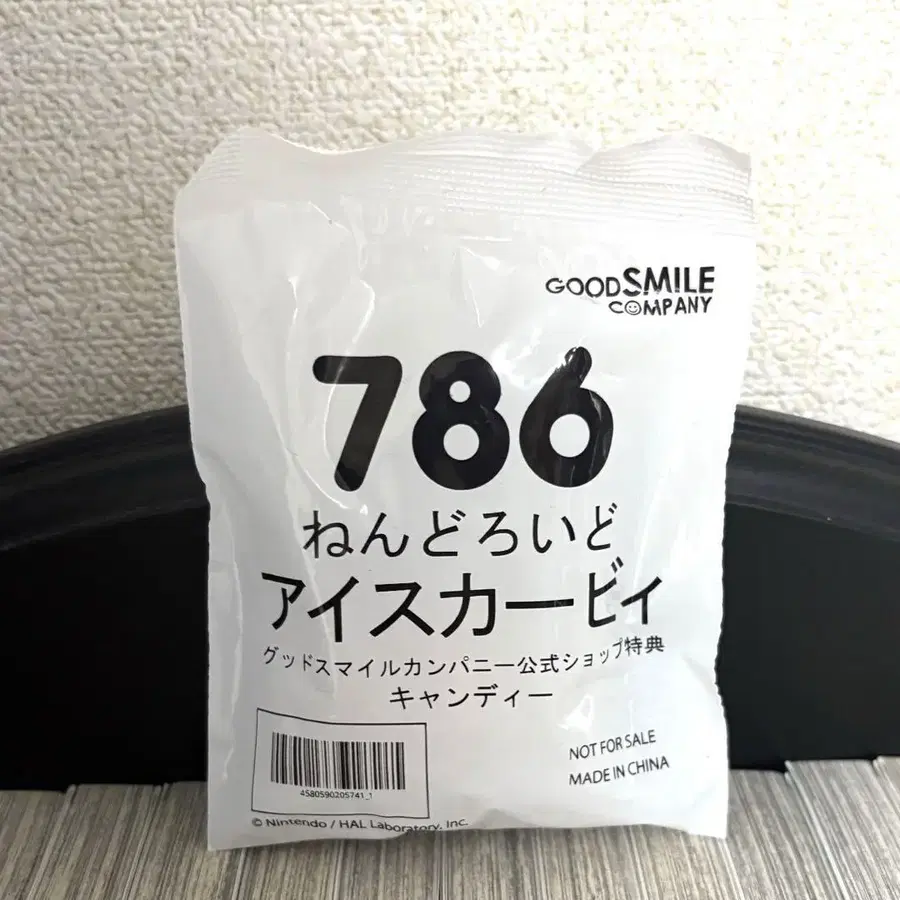 GOOD SMILE
COMPANY
786
ねんどろいど
アイスカービィ
グッドスマイルカンパニー公式ショップ特典
キャンディー
NOT FOR SALE
MADE IN CHINA
4580590205741_1
© Nintendo / HAL Laboratory, Inc.